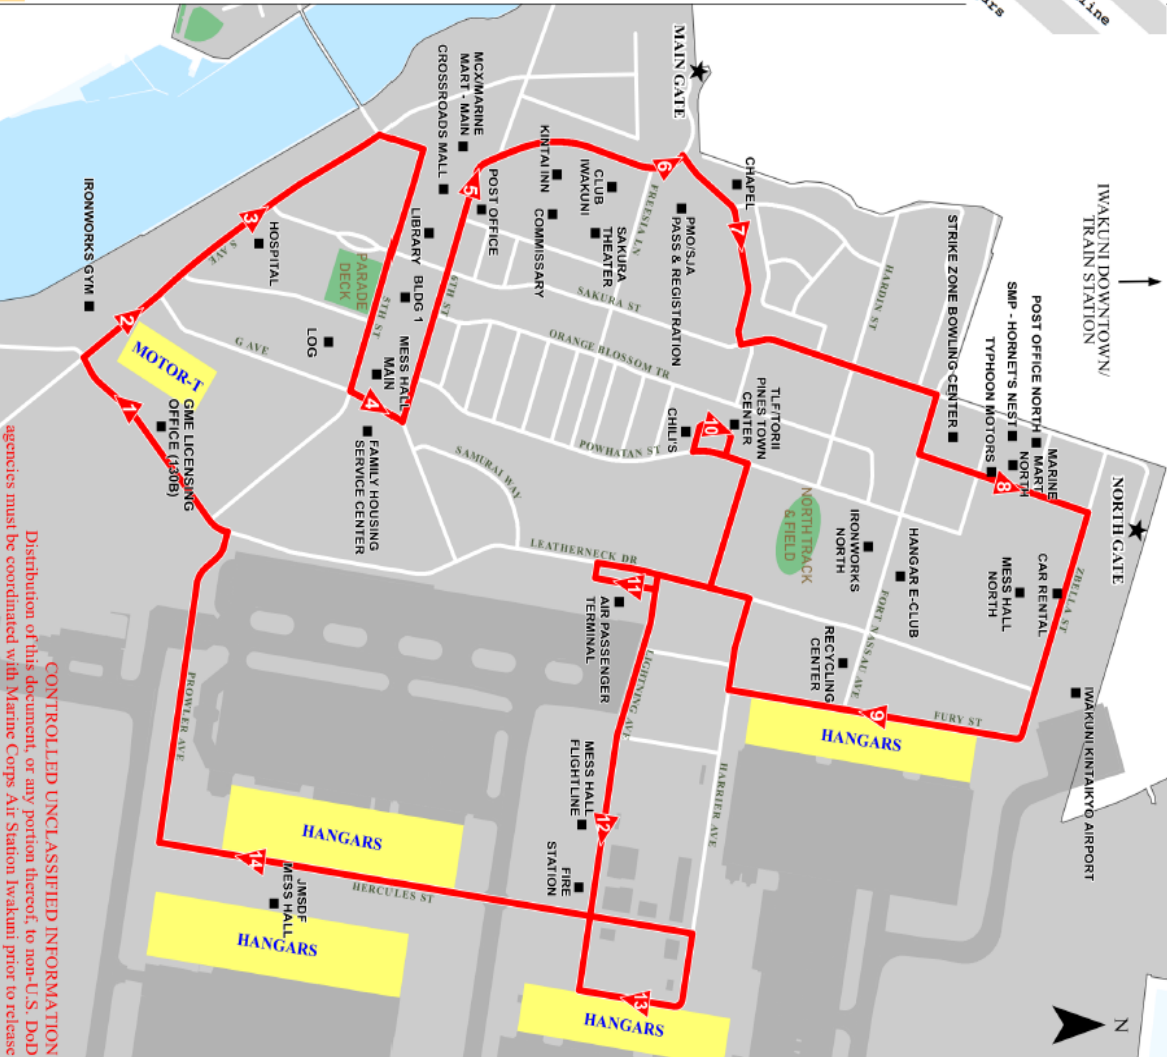 urs
line
MAIN GATE
IWAKUNI DOWNTOWN/
TRAIN STATION
NORTH GATE
N
MCX/MARINE
MART - MAIN
CROSSROADS MALL
KINTAI INN
CLUB
IWAKUNI
CHAPEL
POST OFFICE
COMMISSARY
SAKURA
THEATER
PMO/SJA
PASS & REGISTRATION
FREESIA LN
SAKURA ST
ORANGE BLOSSOM TR
HARDIN ST
STRIKE ZONE BOWLING CENTER
TYPHOON MOTORS
SMP - HORNET'S NEST
POST OFFICE NORTH
MARINE
MART
NORTH
IRONWORKS GYM
HOSPITAL
S AVE
LIBRARY
BLDG 1
PARADE
DECK
5TH ST
6TH ST
LOG
G AVE
MESS HALL
MAIN
MOTOR-T
GME LICENSING
OFFICE (130B)
FAMILY HOUSING
SERVICE CENTER
SAMURAI WAY
POWHATAN ST
CHILI'S
TLF/TORII
PINES TOWN
CENTER
NORTH TRACK
& FIELD
IRONWORKS
NORTH
HANGAR E-CLUB
MESS HALL
NORTH
CAR RENTAL
ZBELLA ST
FORT NASSAU AVE
RECYCLING
CENTER
FURY ST
IWAKUNI KINTAIKYO AIRPORT
LEATHERNECK DR
AIR PASSENGER
TERMINAL
LIGHTNING AVE
HARRIER AVE
MESS HALL
FLIGHTLINE
FIRE
STATION
PROWLER AVE
HERCULES ST
JMSDF
MESS HALL
HANGARS
HANGARS
HANGARS
HANGARS
1
2
3
4
5
6
7
8
9
10
11
12
13
14
CONTROLLED UNCLASSIFIED INFORMATION
Distribution of this document, or any portion thereof, to non-U.S. DoD
agencies must be coordinated with Marine Corps Air Station Iwakuni prior to release